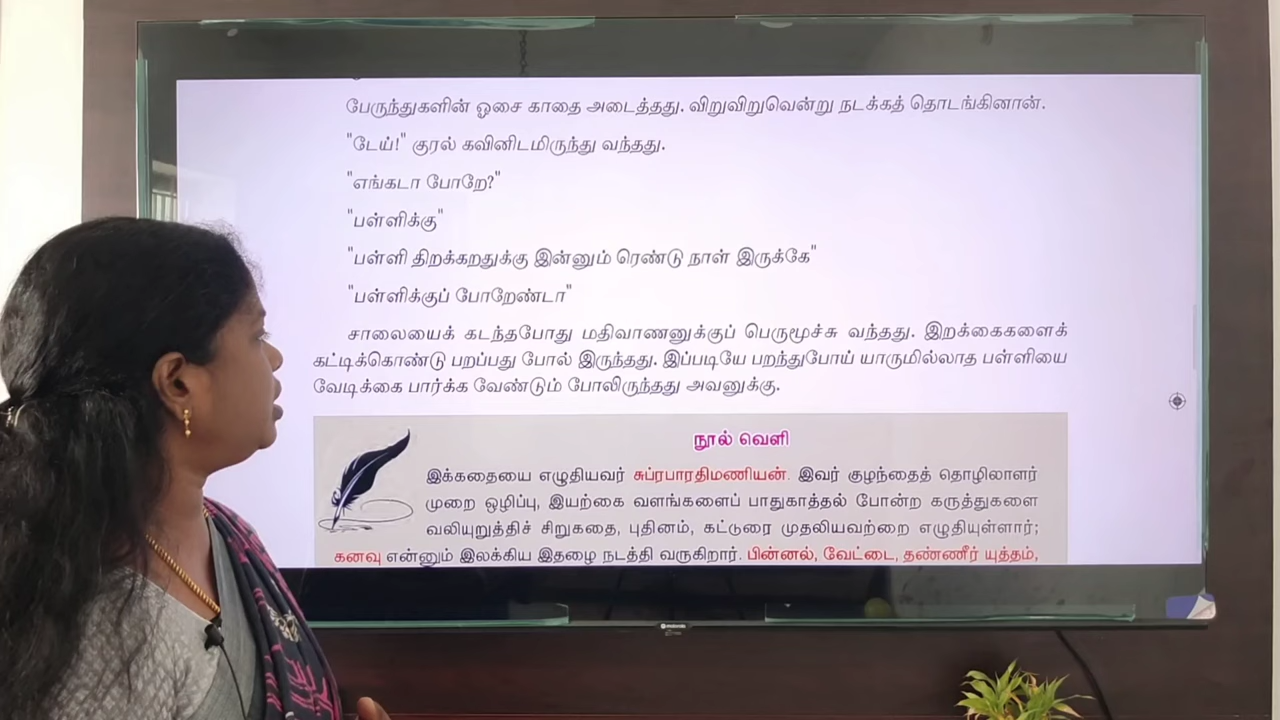 பேருந்துகளின் ஓசை காதை அடைத்தது. விறுவிறுவென்று நடக்கத் தொடங்கினான்.
"டேய்!" குரல் கவினிடமிருந்து வந்தது.
"எங்கடா போறே?"
"பள்ளிக்கு"
"பள்ளி திறக்கறதுக்கு இன்னும் ரெண்டு நாள் இருக்கே"
"பள்ளிக்குப் போறேண்டா"
சாலையைக் கடந்தபோது மதிவாணனுக்குப் பெருமூச்சு வந்தது. இறக்கைகளைக்
கட்டிக்கொண்டு பறப்பது போல் இருந்தது. இப்படியே பறந்துபோய் யாருமில்லாத பள்ளியை
வேடிக்கை பார்க்க வேண்டும் போலிருந்தது அவனுக்கு.
நூல் வெளி
இக்கதையை எழுதியவர் சுப்ரபாரதிமணியன். இவர் குழந்தைத் தொழிலாளர்
முறை ஒழிப்பு, இயற்கை வளங்களைப் பாதுகாத்தல் போன்ற கருத்துகளை
வலியுறுத்திச் சிறுகதை, புதினம், கட்டுரை முதலியவற்றை எழுதியுள்ளார்;
கனவு என்னும் இலக்கிய இதழை நடத்தி வருகிறார். பின்னல், வேட்டை, தண்ணீர் யுத்தம்,
motorola